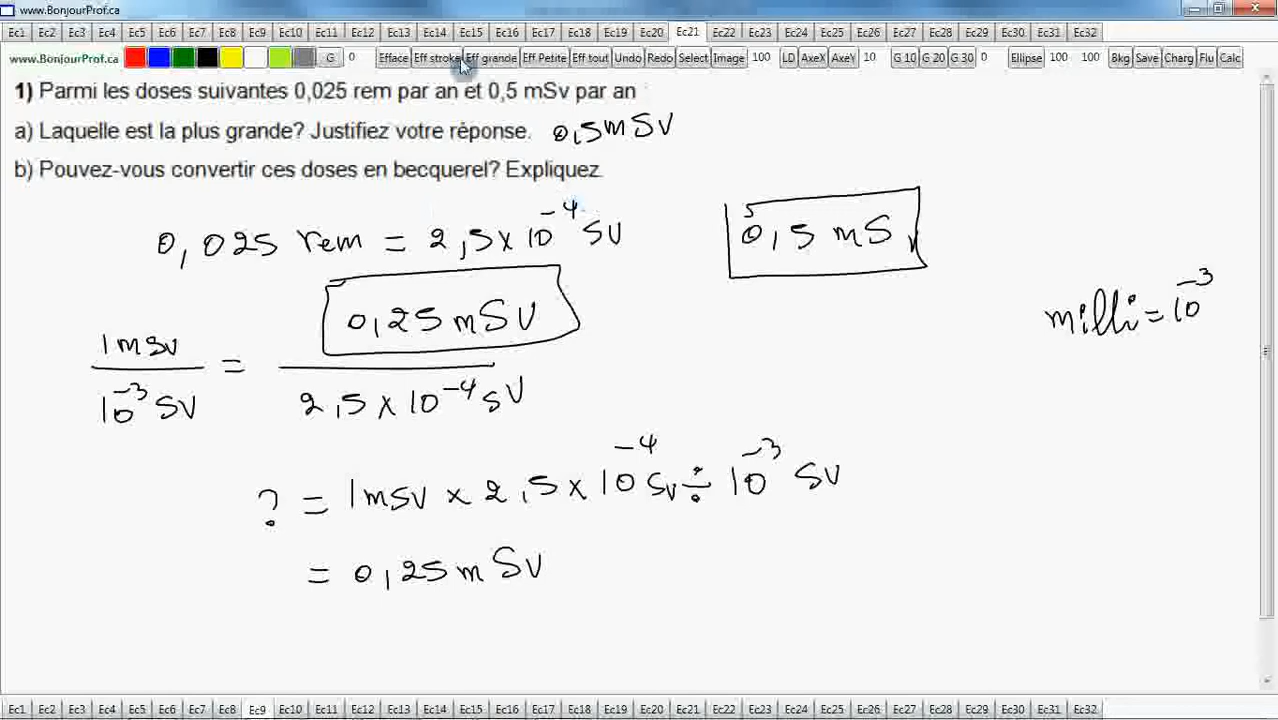 www.BonjourProf.ca
Ec1 Ec2 Ec3 Ec4 Ec5 Ec6 Ec7 Ec8 Ec9 Ec10 Ec11 Ec12 Ec13 Ec14 Ec15 Ec16 Ec17 Ec18 Ec19 Ec20 Ec21 Ec22 Ec23 Ec24 Ec25 Ec26 Ec27 Ec28 Ec29 Ec30 Ec31 Ec32
www.BonjourProf.ca G 0 Efface Eff stroke Eff grande Eff Petite Eff tout Undo Redo Select Image 100 LD AxeX AxeY 10 G 10 G 20 G 30 0 Ellipse 100 100 Bkg Save Charg Flu Calc
1) Parmi les doses suivantes 0,025 rem par an et 0,5 mSv par an
a) Laquelle est la plus grande? Justifiez votre réponse. 0,5 mSV
b) Pouvez-vous convertir ces doses en becquerel? Expliquez.
0,025 rem = 2,5 x 10^-4 SV
0,5 mSv
0,25 mSV
milli = 10^-3
1mSv
=
10^-3 SV
2,5 x 10^-4 SV
? = 1mSV x 2,5 x 10^-4 Sv ÷ 10^-3 SV
= 0,25 m SV
Ec1 Ec2 Ec3 Ec4 Ec5 Ec6 Ec7 Ec8 Ec9 Ec10 Ec11 Ec12 Ec13 Ec14 Ec15 Ec16 Ec17 Ec18 Ec19 Ec20 Ec21 Ec22 Ec23 Ec24 Ec25 Ec26 Ec27 Ec28 Ec29 Ec30 Ec31 Ec32